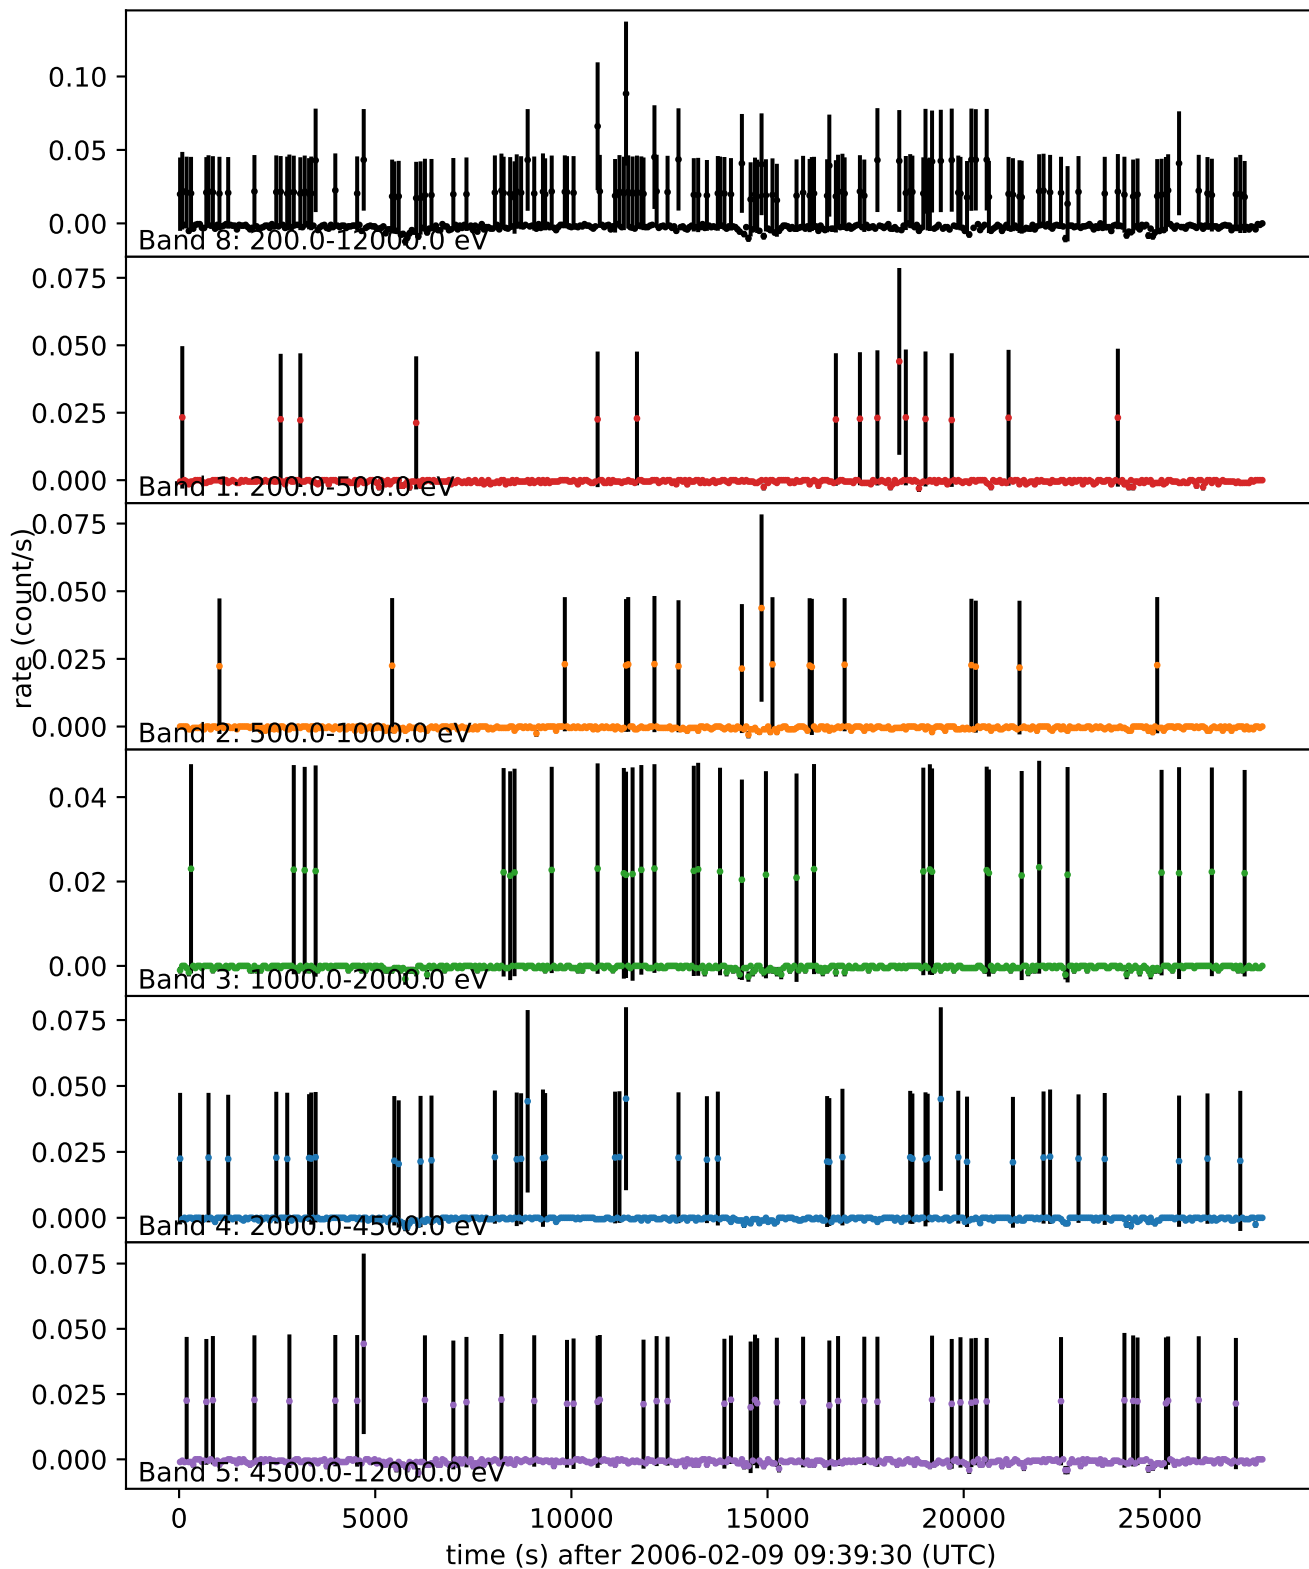 0.10
0.05
0.00
Band 8: 200.0-12000.0 eV
0.075
0.050
0.025
0.000
Band 1: 200.0-500.0 eV
0.075
0.050
0.025
0.000
Band 2: 500.0-1000.0 eV
rate (count/s)
0.04
0.02
0.00
Band 3: 1000.0-2000.0 eV
0.075
0.050
0.025
0.000
Band 4: 2000.0-4500.0 eV
0.075
0.050
0.025
0.000
Band 5: 4500.0-12000.0 eV
0 5000 10000 15000 20000 25000
time (s) after 2006-02-09 09:39:30 (UTC)